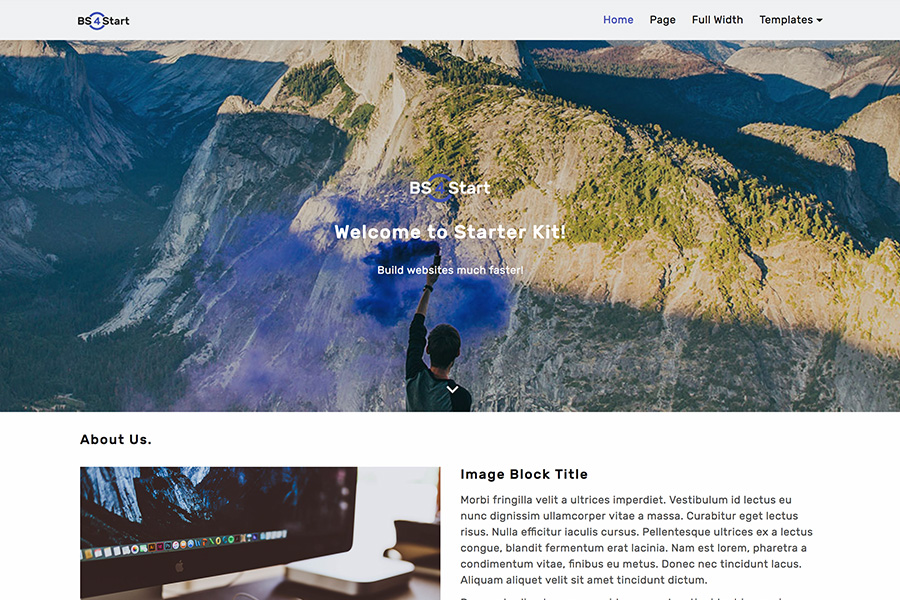 BS4Start
Home Page Full Width Templates
BS4Start
Welcome to Starter Kit!
Build websites much faster!
About Us.
Image Block Title
Morbi fringilla velit a ultrices imperdiet. Vestibulum id lectus eu
nunc dignissim ullamcorper vitae a massa. Curabitur eget lectus
risus. Nulla efficitur iaculis cursus. Pellentesque ultrices ex a lectus
congue, blandit fermentum erat lacinia. Nam est lorem, pharetra a
condimentum vitae, finibus eu metus. Donec nec tincidunt lacus.
Aliquam aliquet velit sit amet tincidunt dictum.